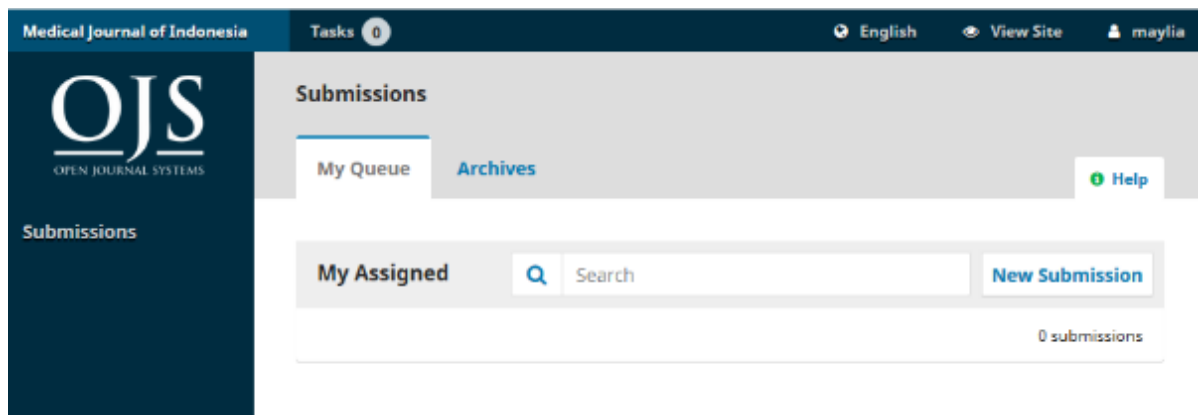 Medical Journal of Indonesia Tasks 0 English View Site maylia
OJS
OPEN JOURNAL SYSTEMS
Submissions
Submissions
My Queue Archives
Help
My Assigned Search New Submission
0 submissions